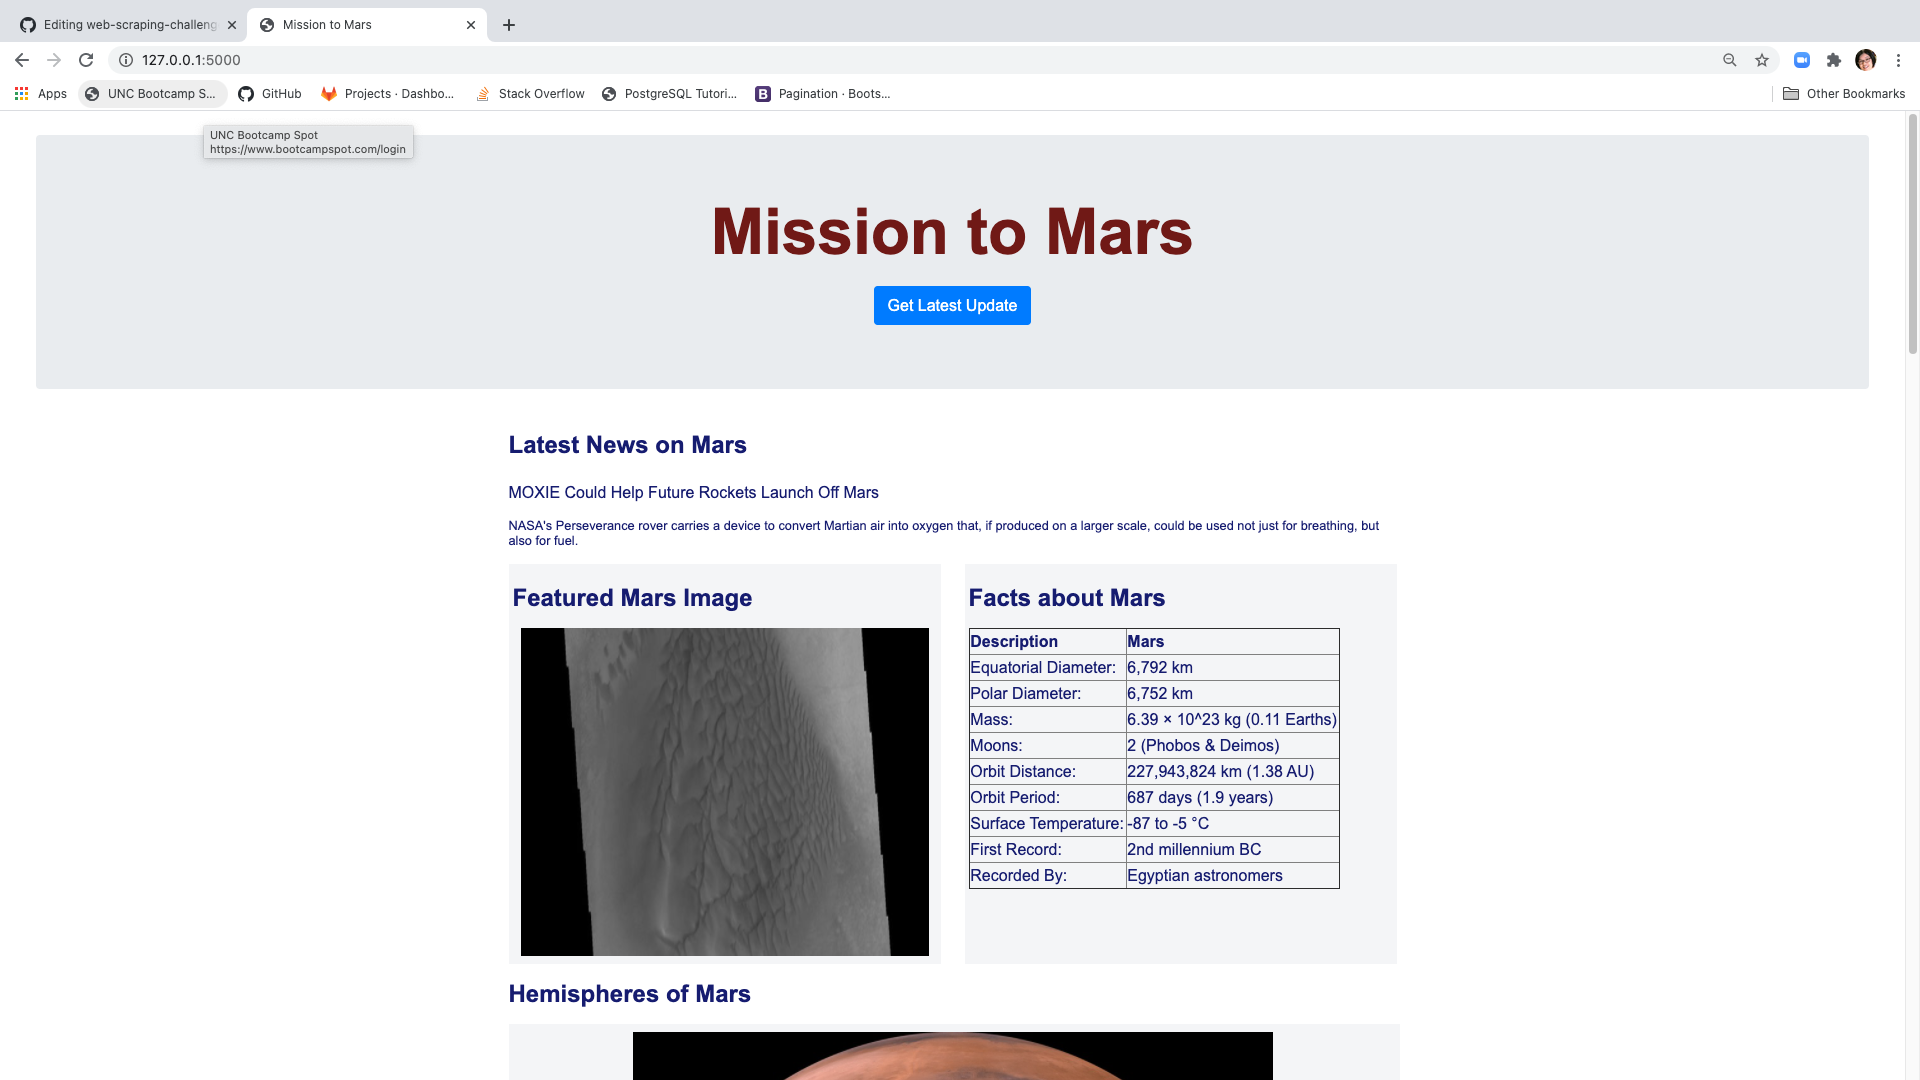 Editing web-scraping-challeng
Mission to Mars
127.0.0.1:5000
Apps
UNC Bootcamp S...
GitHub
Projects · Dashbo...
Stack Overflow
PostgreSQL Tutori...
B
Pagination · Boots...
Other Bookmarks
UNC Bootcamp Spot
https://www.bootcampspot.com/login
Mission to Mars
Get Latest Update
Latest News on Mars
MOXIE Could Help Future Rockets Launch Off Mars
NASA's Perseverance rover carries a device to convert Martian air into oxygen that, if produced on a larger scale, could be used not just for breathing, but
also for fuel.
Featured Mars Image
Facts about Mars
Description Mars
Equatorial Diameter: 6,792 km
Polar Diameter: 6,752 km
Mass: 6.39 × 10^23 kg (0.11 Earths)
Moons: 2 (Phobos & Deimos)
Orbit Distance: 227,943,824 km (1.38 AU)
Orbit Period: 687 days (1.9 years)
Surface Temperature: -87 to -5 °C
First Record: 2nd millennium BC
Recorded By: Egyptian astronomers
Hemispheres of Mars